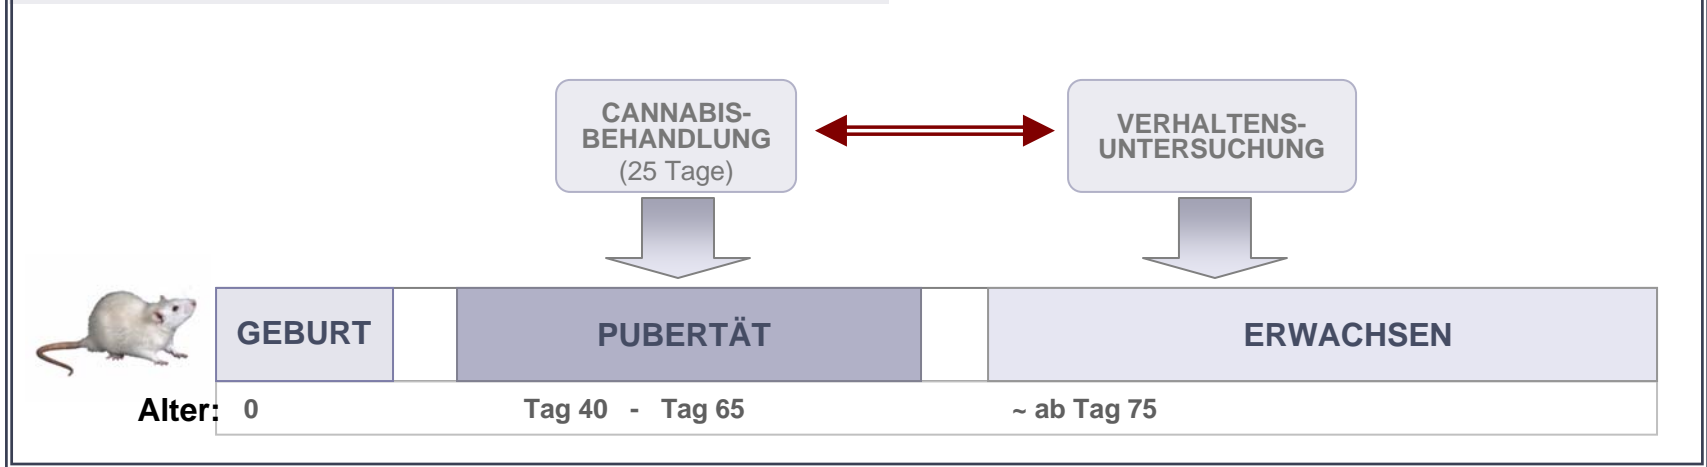 CANNABIS-
BEHANDLUNG
(25 Tage)
VERHALTENS-
UNTERSUCHUNG
GEBURT
PUBERTÄT
ERWACHSEN
Alter: 0 Tag 40 - Tag 65 ~ ab Tag 75